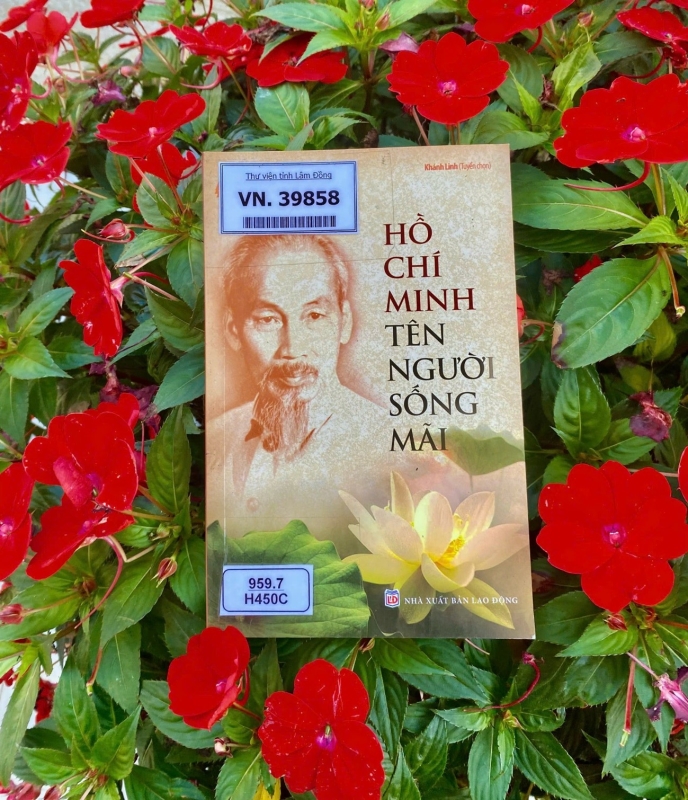 Khánh Linh (Tuyển chọn)
Thư viện tỉnh Lâm Đồng
VN. 39858
HỒ
CHÍ
MINH
TÊN
NGƯỜI
SỐNG
MÃI
959.7
H450C
LĐ
NHÀ XUẤT BẢN LAO ĐỘNG